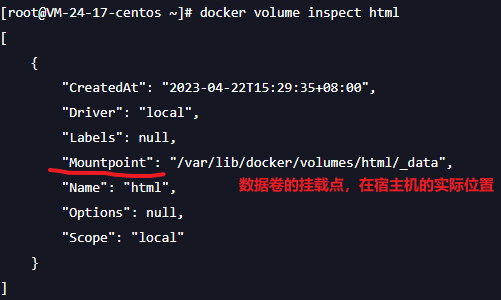 [root@VM-24-17-centos ~]# docker volume inspect html
[
    {
        "CreatedAt": "2023-04-22T15:29:35+08:00",
        "Driver": "local",
        "Labels": null,
        "Mountpoint": "/var/lib/docker/volumes/html/_data",
        "Name": "html",
数据卷的挂载点，在宿主机的实际位置
        "Options": null,
        "Scope": "local"
    }
]